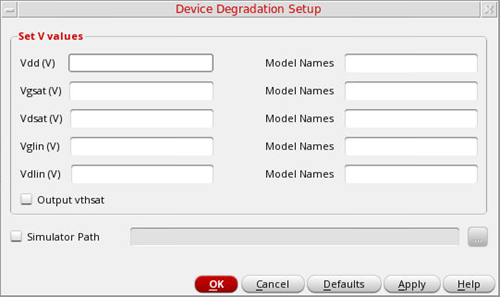 Device Degradation Setup
Set V values
Vdd (V) Model Names
Vgsat (V) Model Names
Vdsat (V) Model Names
Vglin (V) Model Names
Vdlin (V) Model Names
Output vthsat
Simulator Path ...
OK Cancel Defaults Apply Help